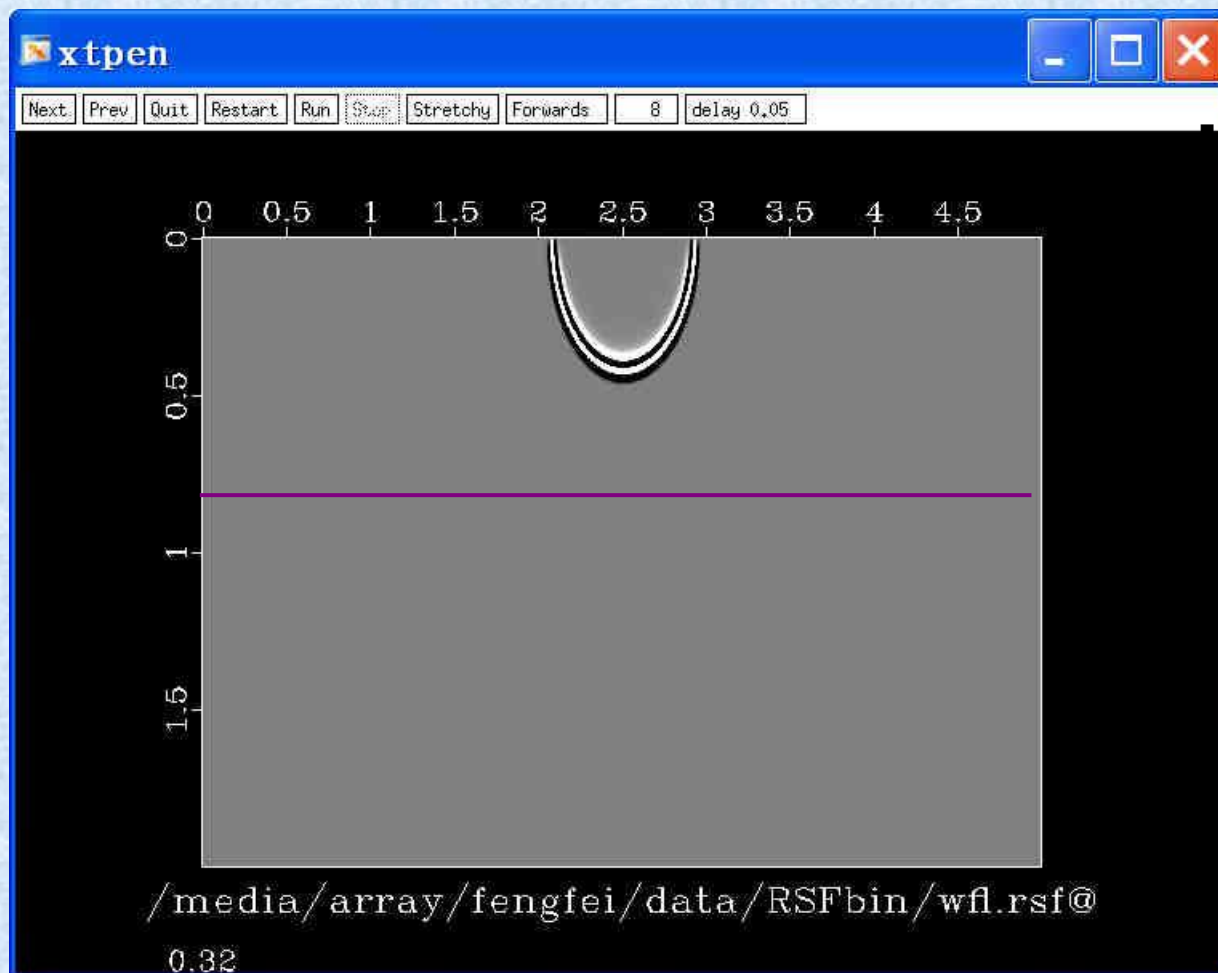 xtpen
Next Prev Quit Restart Run Stop Stretchy Forwards 8 delay 0.05
0 0.5 1 1.5 2 2.5 3 3.5 4 4.5
0
0.5
1
1.5
/media/array/fengfei/data/RSFbin/wfl.rsf@
0.32